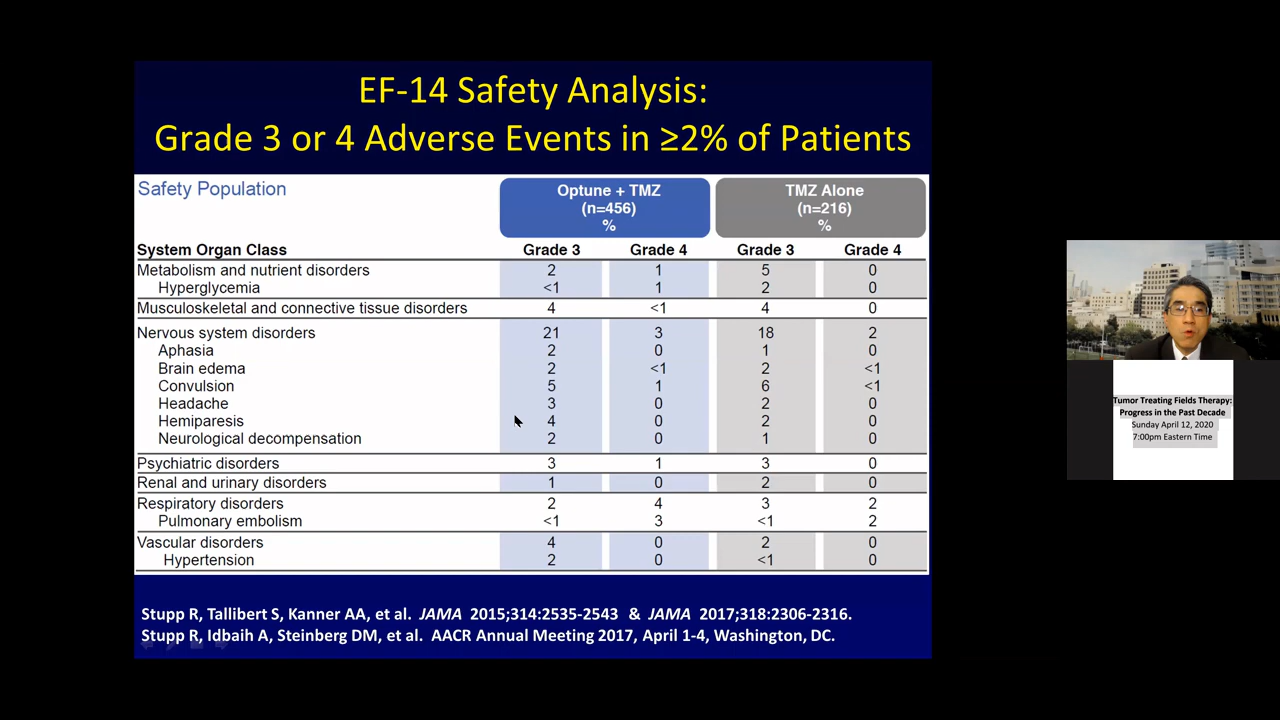 EF-14 Safety Analysis:
Grade 3 or 4 Adverse Events in ≥2% of Patients
Safety Population
Optune + TMZ
(n=456)
%
TMZ Alone
(n=216)
%
System Organ Class Grade 3 Grade 4 Grade 3 Grade 4
Metabolism and nutrient disorders 2 1 5 0
Hyperglycemia <1 1 2 0
Musculoskeletal and connective tissue disorders 4 <1 4 0
Nervous system disorders 21 3 18 2
Aphasia 2 0 1 0
Brain edema 2 <1 2 <1
Convulsion 5 1 6 <1
Headache 3 0 2 0
Hemiparesis 4 0 2 0
Neurological decompensation 2 0 1 0
Psychiatric disorders 3 1 3 0
Renal and urinary disorders 1 0 2 0
Respiratory disorders 2 4 3 2
Pulmonary embolism <1 3 <1 2
Vascular disorders 4 0 2 0
Hypertension 2 0 <1 0
Stupp R, Tallibert S, Kanner AA, et al. JAMA 2015;314:2535-2543 & JAMA 2017;318:2306-2316.
Stupp R, Idbaih A, Steinberg DM, et al. AACR Annual Meeting 2017, April 1-4, Washington, DC.
Tumor Treating Fields Therapy:
Progress in the Past Decade
Sunday April 12, 2020
7:00pm Eastern Time